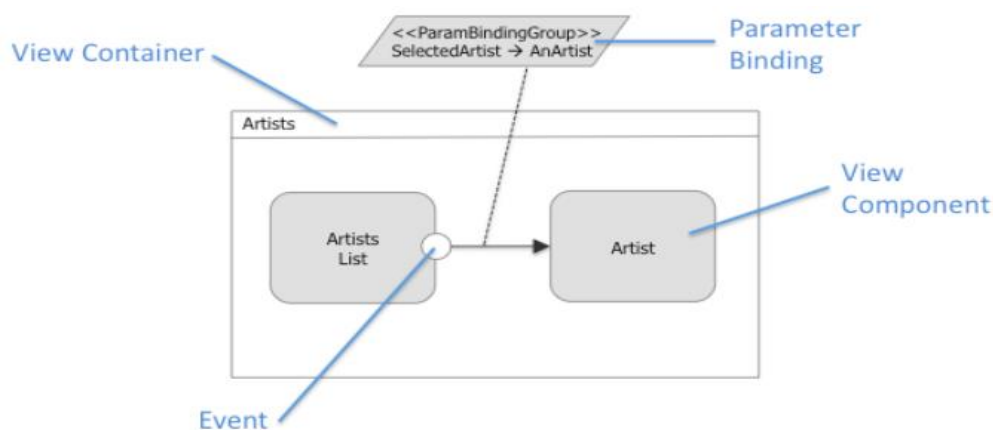 <<ParamBindingGroup>>
SelectedArtist → AnArtist
Parameter
Binding
View Container
Artists
View
Component
Artists
List
Artist
Event